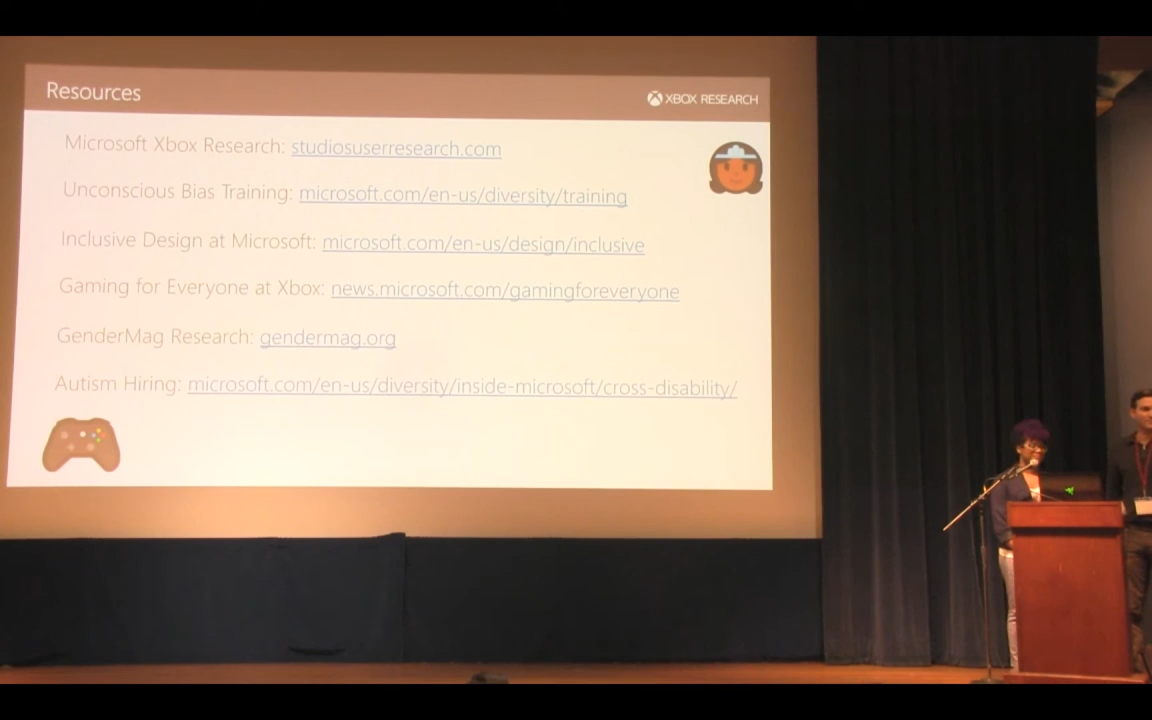 Resources
XBOX RESEARCH
Microsoft Xbox Research: studiosuserresearch.com
Unconscious Bias Training: microsoft.com/en-us/diversity/training
Inclusive Design at Microsoft: microsoft.com/en-us/design/inclusive
Gaming for Everyone at Xbox: news.microsoft.com/gamingforeveryone
GenderMag Research: gendermag.org
Autism Hiring: microsoft.com/en-us/diversity/inside-microsoft/cross-disability/